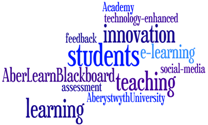 Academy
technology-enhanced
feedback innovation
students e-learning
AberLearnBlackboard social-media
assessment teaching
learning AberystwythUniversity